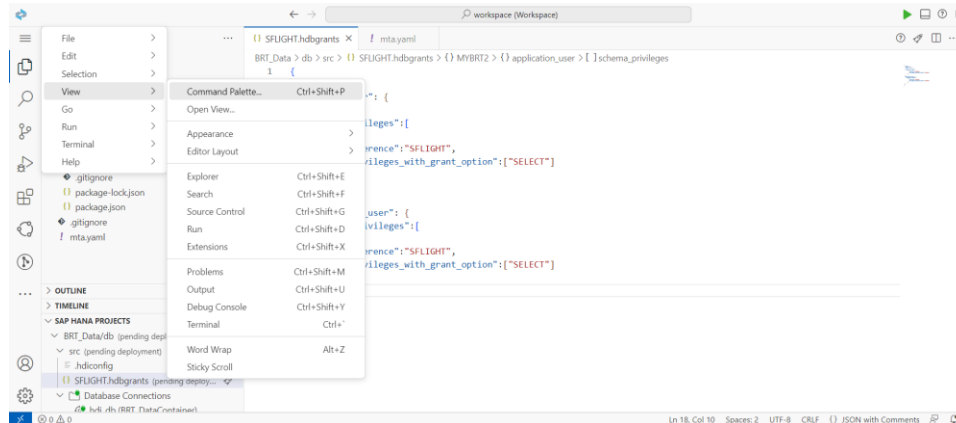 workspace (Workspace)
File
Edit
Selection
View
Go
Run
Terminal
Help
SFLIGHT.hdbgrants
mta.yaml
BRT_Data > db > src > {} SFLIGHT.hdbgrants > {} MYBRT2 > {} application_user > [ ] schema_privileges
1 {
": {
ileges":[
erence":"SFLIGHT",
vileges_with_grant_option":["SELECT"]
_user": {
ivileges":[
erence":"SFLIGHT",
vileges_with_grant_option":["SELECT"]
Command Palette... Ctrl+Shift+P
Open View...
Appearance
Editor Layout
Explorer Ctrl+Shift+E
Search Ctrl+Shift+F
Source Control Ctrl+Shift+G
Run Ctrl+Shift+D
Extensions Ctrl+Shift+X
Problems Ctrl+Shift+M
Output Ctrl+Shift+U
Debug Console Ctrl+Shift+Y
Terminal Ctrl+`
Word Wrap Alt+Z
Sticky Scroll
.gitignore
package-lock.json
package.json
.gitignore
mta.yaml
OUTLINE
TIMELINE
SAP HANA PROJECTS
BRT_Data/db (pending depl
src (pending deployment)
.hdiconfig
SFLIGHT.hdbgrants (pending deploy...
Database Connections
hdi_db (BRT_DataContainer)
0 0 Ln 18, Col 10 Spaces: 2 UTF-8 CRLF {} JSON with Comments